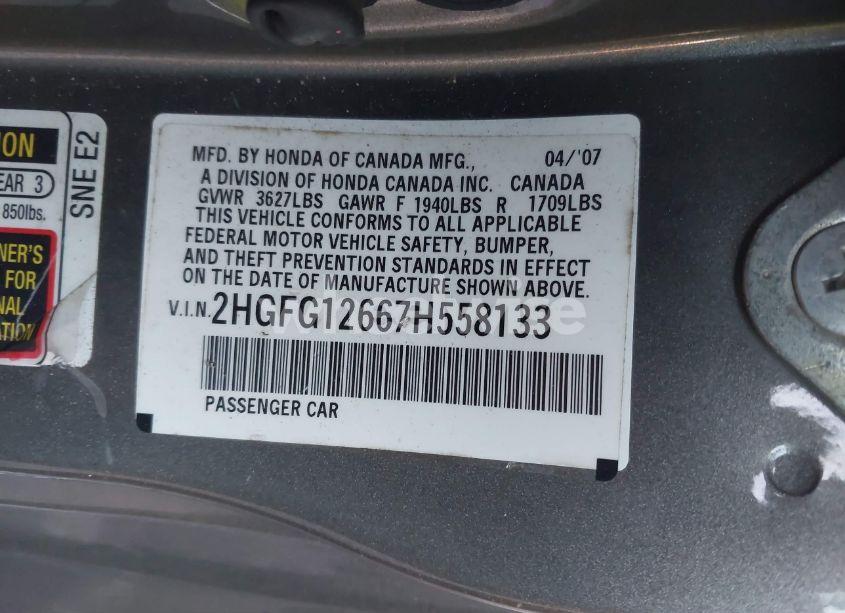 ION
EAR 3
850lbs.
NER'S
FOR
NAL
ATION
SNE E2
MFD. BY HONDA OF CANADA MFG., 04/'07
A DIVISION OF HONDA CANADA INC. CANADA
GVWR 3627LBS GAWR F 1940LBS R 1709LBS
THIS VEHICLE CONFORMS TO ALL APPLICABLE
FEDERAL MOTOR VEHICLE SAFETY, BUMPER,
AND THEFT PREVENTION STANDARDS IN EFFECT
ON THE DATE OF MANUFACTURE SHOWN ABOVE.
V.I.N. 2HGFG12667H558133
PASSENGER CAR